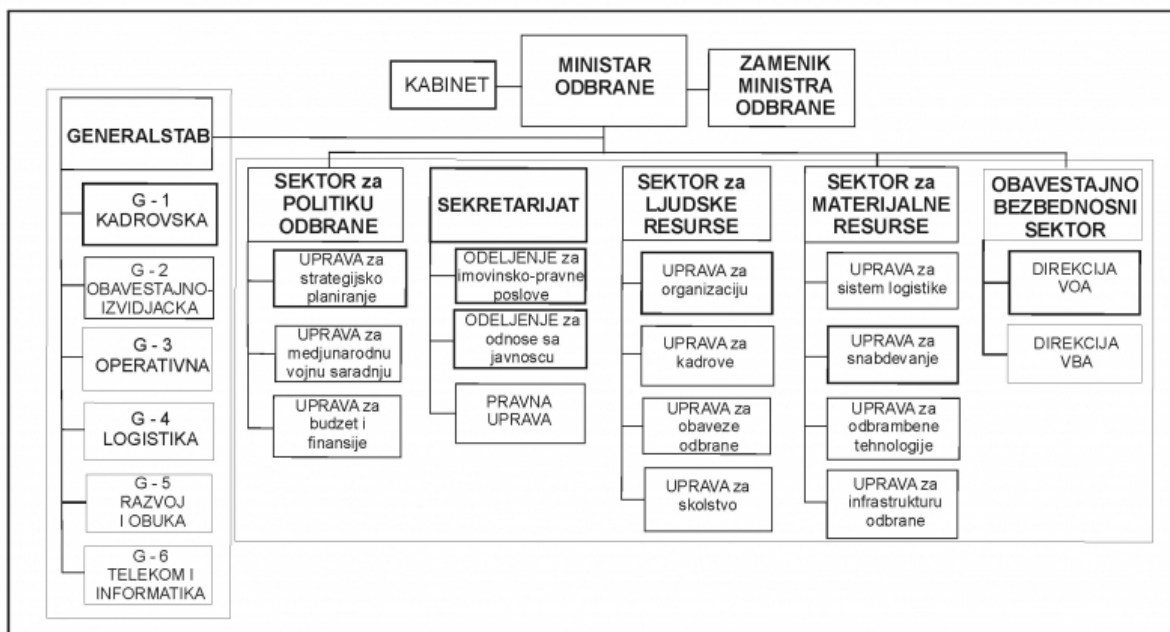 KABINET
MINISTAR
ODBRANE
ZAMENIK
MINISTRA
ODBRANE
GENERALSTAB
G - 1
KADROVSKA
G - 2
OBAVESTAJNO-
IZVIDJACKA
G - 3
OPERATIVNA
G - 4
LOGISTIKA
G - 5
RAZVOJ
I OBUKA
G - 6
TELEKOM I
INFORMATIKA
SEKTOR za
POLITIKU
ODBRANE
UPRAVA za
strategijsko
planiranje
UPRAVA za
medjunarodnu
vojnu saradnju
UPRAVA za
budzet i
finansije
SEKRETARIJAT
ODELJENJE za
imovinsko-pravne
poslove
ODELJENJE za
odnose sa
javnoscu
PRAVNA
UPRAVA
SEKTOR za
LJUDSKE
RESURSE
UPRAVA za
organizaciju
UPRAVA za
kadrove
UPRAVA za
obaveze
odbrane
UPRAVA za
skolstvo
SEKTOR za
MATERIJALNE
RESURSE
UPRAVA za
sistem logistike
UPRAVA za
snabdevanje
UPRAVA za
odbrambene
tehnologije
UPRAVA za
infrastrukturu
odbrane
OBAVESTAJNO
BEZBEDNOSNI
SEKTOR
DIREKCIJA
VOA
DIREKCIJA
VBA